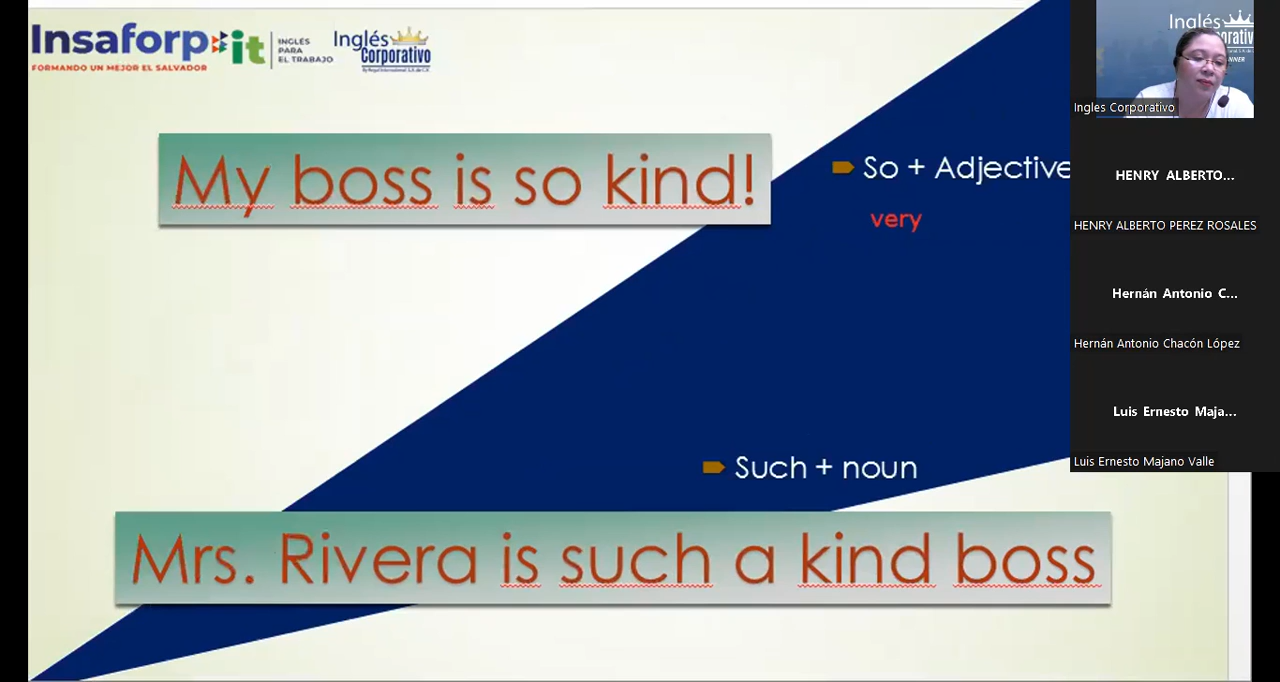 Insaforp it
FORMANDO UN MEJOR EL SALVADOR
INGLÉS
PARA
EL TRABAJO
Inglés
Corporativo
My boss is so kind!
So + Adjective
very
Such + noun
Mrs. Rivera is such a kind boss
Inglés
Ingles Corporativo
HENRY ALBERTO...
HENRY ALBERTO PEREZ ROSALES
Hernán Antonio C...
Hernán Antonio Chacón López
Luis Ernesto Maja...
Luis Ernesto Majano Valle